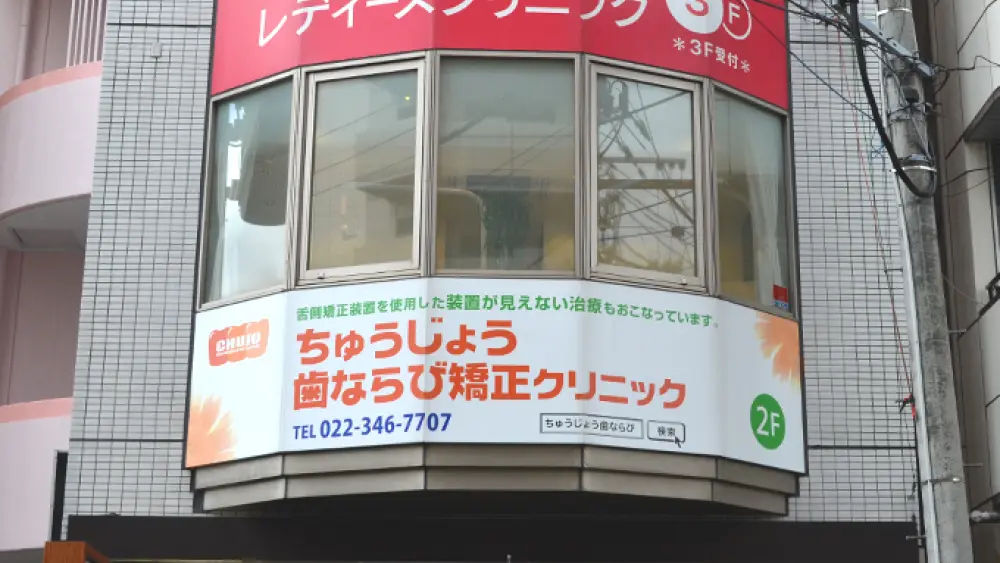 レディースクリニック
3F
＊3F受付＊
舌側矯正装置を使用した装置が見えない治療もおこなっています。
CHUJO
ちゅうじょう
歯ならび矯正クリニック
TEL 022-346-7707
ちゅうじょう歯ならび 検索
2F